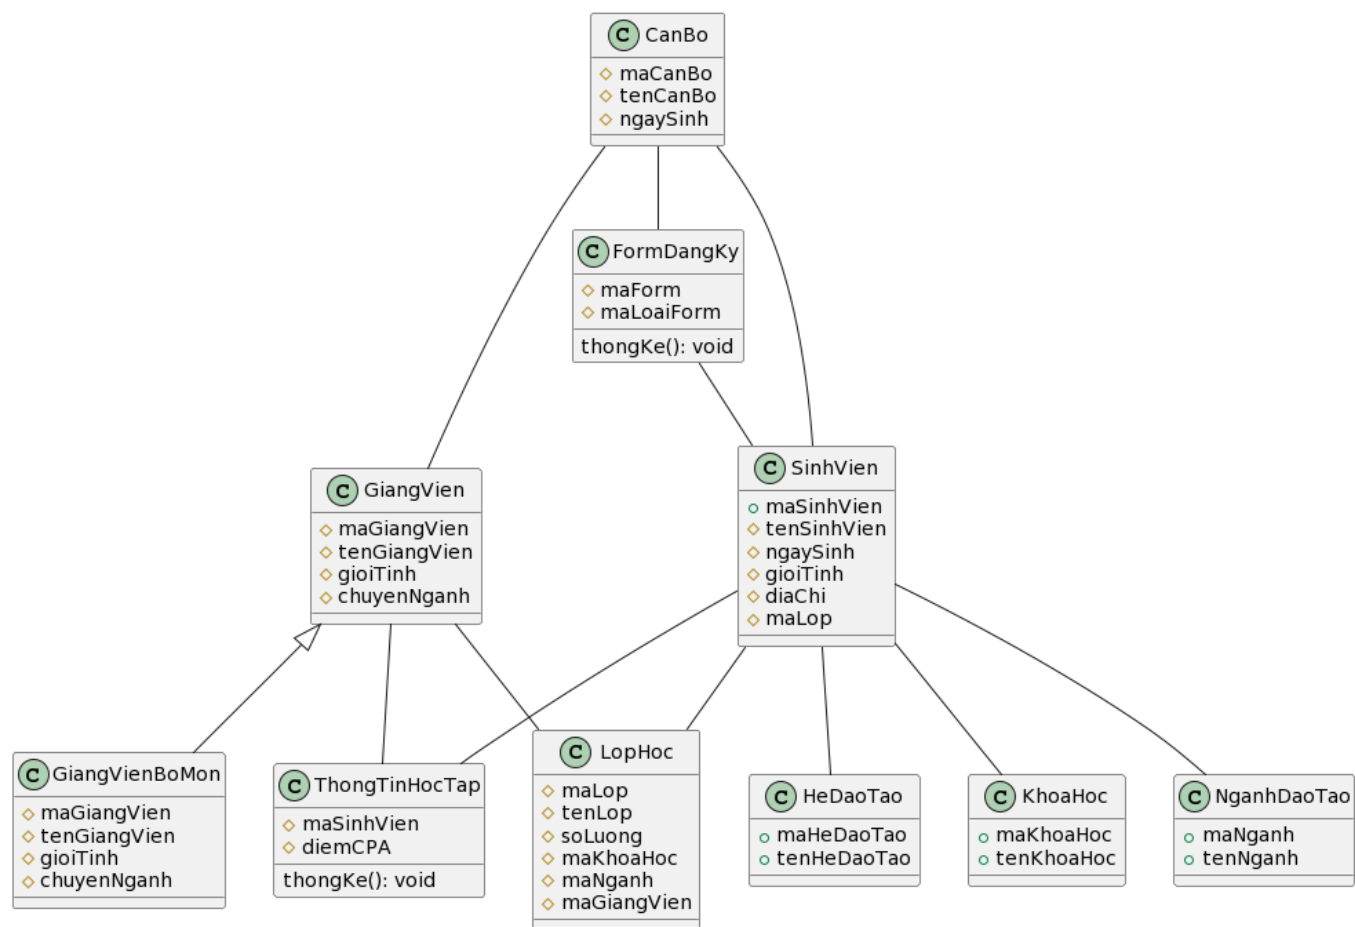 C CanBo
maCanBo
tenCanBo
ngaySinh
C FormDangKy
maForm
maLoaiForm
thongKe(): void
C GiangVien
maGiangVien
tenGiangVien
gioiTinh
chuyenNganh
C SinhVien
maSinhVien
tenSinhVien
ngaySinh
gioiTinh
diaChi
maLop
C GiangVienBoMon
maGiangVien
tenGiangVien
gioiTinh
chuyenNganh
C ThongTinHocTap
maSinhVien
diemCPA
thongKe(): void
C LopHoc
maLop
tenLop
soLuong
maKhoaHoc
maNganh
maGiangVien
C HeDaoTao
maHeDaoTao
tenHeDaoTao
C KhoaHoc
maKhoaHoc
tenKhoaHoc
C NganhDaoTao
maNganh
tenNganh